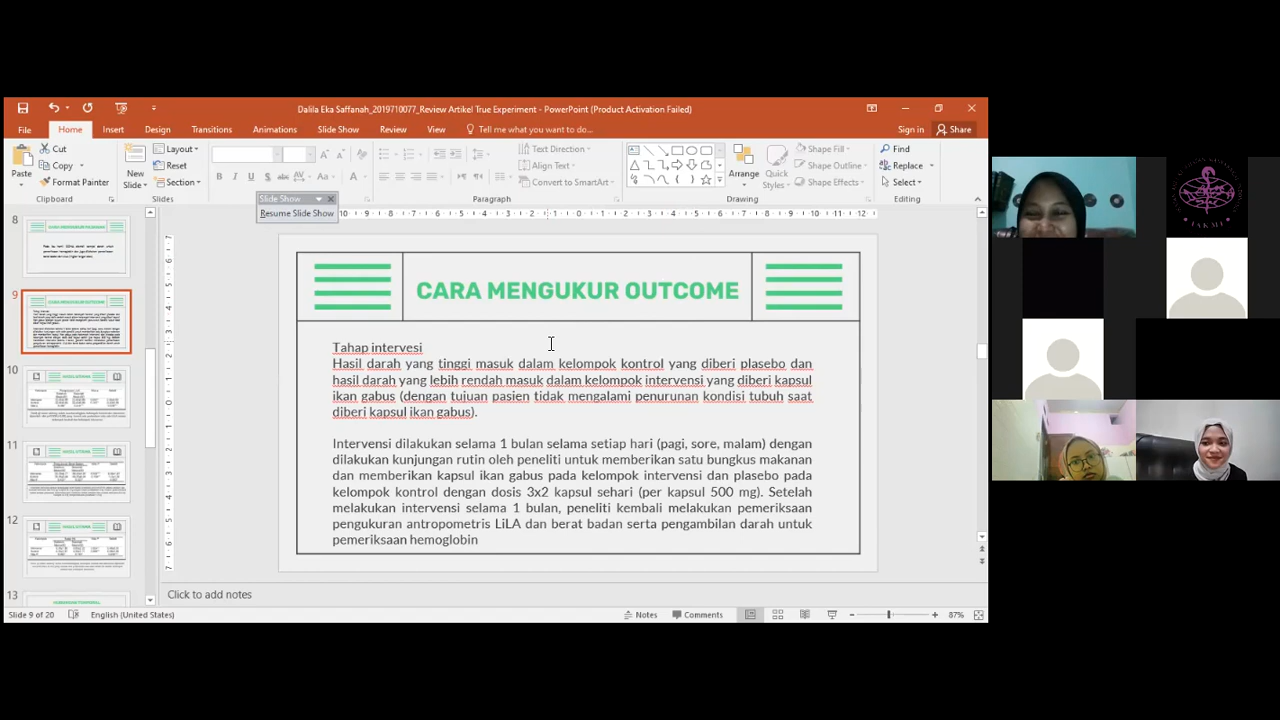 Dalila Eka Saffanah_2019710077_Review Artikel True Experiment - PowerPoint (Product Activation Failed)
File Home Insert Design Transitions Animations Slide Show Review View Tell me what you want to do... Sign in Share
Paste
Cut
Copy
Format Painter
Clipboard
New Slide
Layout
Reset
Section
Slides
B I U S abc AV Aa A
Text Direction
Align Text
Convert to SmartArt
Paragraph
Arrange
Quick Styles
Shape Fill
Shape Outline
Shape Effects
Drawing
Find
Replace
Select
Editing
Slide Show
Resume Slide Show
8
9
10
11
12
13
CARA MENGUKUR OUTCOME
Tahap intervesi
Hasil darah yang tinggi masuk dalam kelompok kontrol yang diberi plasebo dan
hasil darah yang lebih rendah masuk dalam kelompok intervensi yang diberi kapsul
ikan gabus (dengan tujuan pasien tidak mengalami penurunan kondisi tubuh saat
diberi kapsul ikan gabus).
Intervensi dilakukan selama 1 bulan selama setiap hari (pagi, sore, malam) dengan
dilakukan kunjungan rutin oleh peneliti untuk memberikan satu bungkus makanan
dan memberikan kapsul ikan gabus pada kelompok intervensi dan plasebo pada
kelompok kontrol dengan dosis 3x2 kapsul sehari (per kapsul 500 mg). Setelah
melakukan intervensi selama 1 bulan, peneliti kembali melakukan pemeriksaan
pengukuran antropometris LiLA dan berat badan serta pengambilan darah untuk
pemeriksaan hemoglobin
Click to add notes
Slide 9 of 20 English (United States) Notes Comments 87%